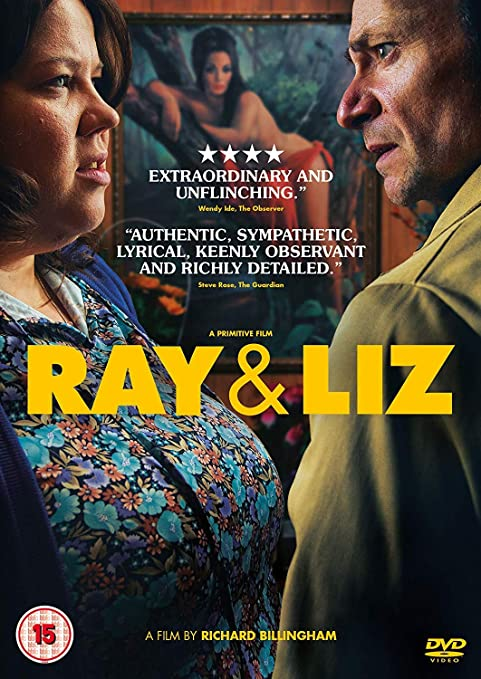 ★★★★
EXTRAORDINARY AND
UNFLINCHING.”
Wendy Ide, The Observer
“AUTHENTIC, SYMPATHETIC,
LYRICAL, KEENLY OBSERVANT
AND RICHLY DETAILED.”
Steve Rose, The Guardian
A PRIMITIVE FILM
RAY & LIZ
15
A FILM BY RICHARD BILLINGHAM
DVD
VIDEO